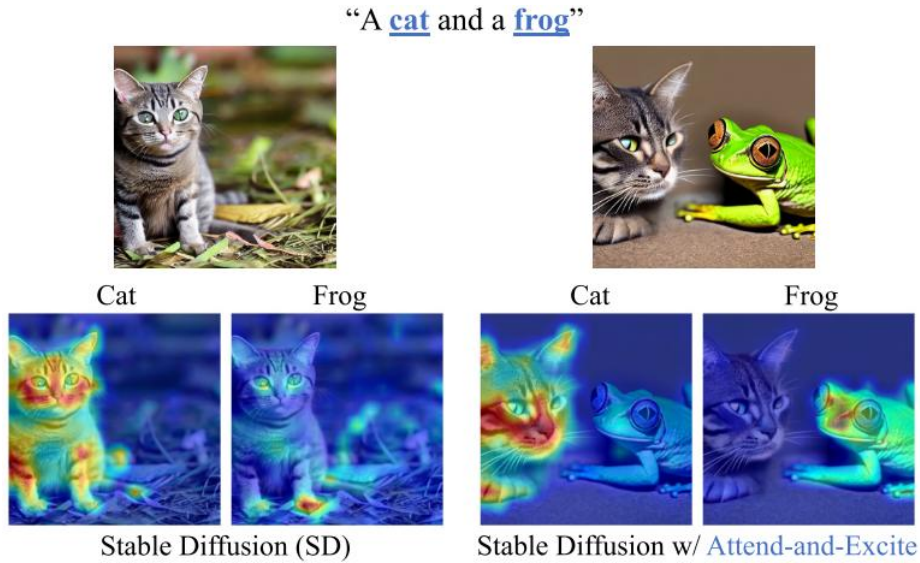 “A cat and a frog”
Cat Frog Cat Frog
Stable Diffusion (SD) Stable Diffusion w/ Attend-and-Excite